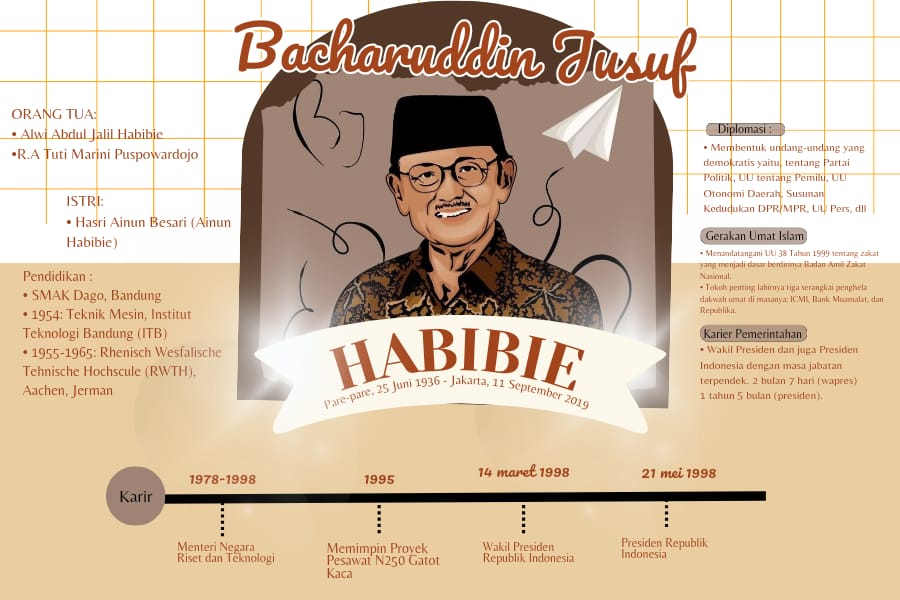 Bacharuddin Jusuf
ORANG TUA:
• Alwi Abdul Jalil Habibie
•R.A Tuti Marini Puspowardojo
ISTRI:
• Hasri Ainun Besari (Ainun
Habibie)
Pendidikan :
• SMAK Dago, Bandung
• 1954: Teknik Mesin, Institut
Teknologi Bandung (ITB)
• 1955-1965: Rhenisch Wesfalische
Tehnische Hochscule (RWTH),
Aachen, Jerman
HABIBIE
Pare-pare, 25 Juni 1936 - Jakarta, 11 September 2019
Diplomasi :
• Membentuk undang-undang yang
demokratis yaitu, tentang Partai
Politik, UU tentang Pemilu, UU
Otonomi Daerah, Susunan
Kedudukan DPR/MPR, UU Pers, dll
Gerakan Umat Islam
• Menandatangani UU 38 Tahun 1999 tentang zakat
yang menjadi dasar berdirinya Badan Amil Zakat
Nasional.
• Tokoh penting lahirnya tiga serangkai penghela
dakwah umat di masanya; ICMI, Bank Muamalat, dan
Republika.
Karier Pemerintahan
• Wakil Presiden dan juga Presiden
Indonesia dengan masa jabatan
terpendek. 2 bulan 7 hari (wapres)
1 tahun 5 bulan (presiden).
Karir
1978-1998
Menteri Negara
Riset dan Teknologi
1995
Memimpin Proyek
Pesawat N250 Gatot
Kaca
14 maret 1998
Wakil Presiden
Republik Indonesia
21 mei 1998
Presiden Republik
Indonesia